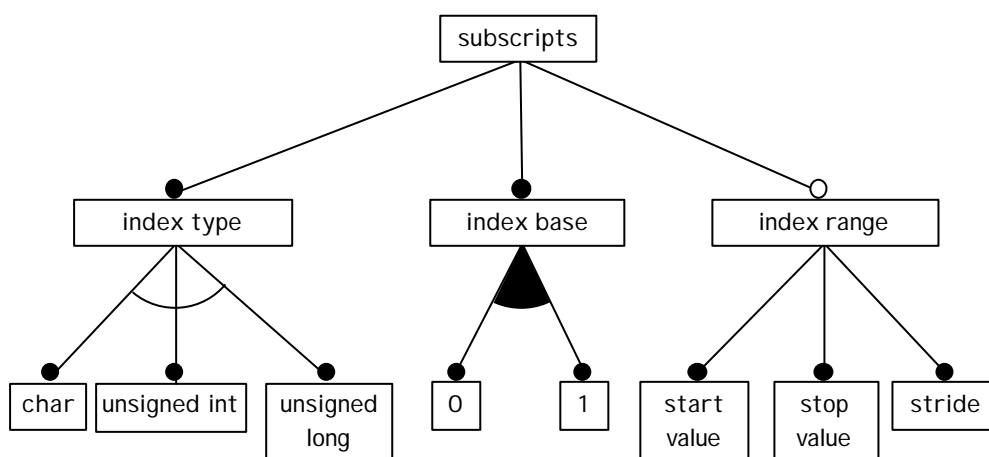 subscripts
index type
index base
index range
char
unsigned int
unsigned
long
0
1
start
value
stop
value
stride